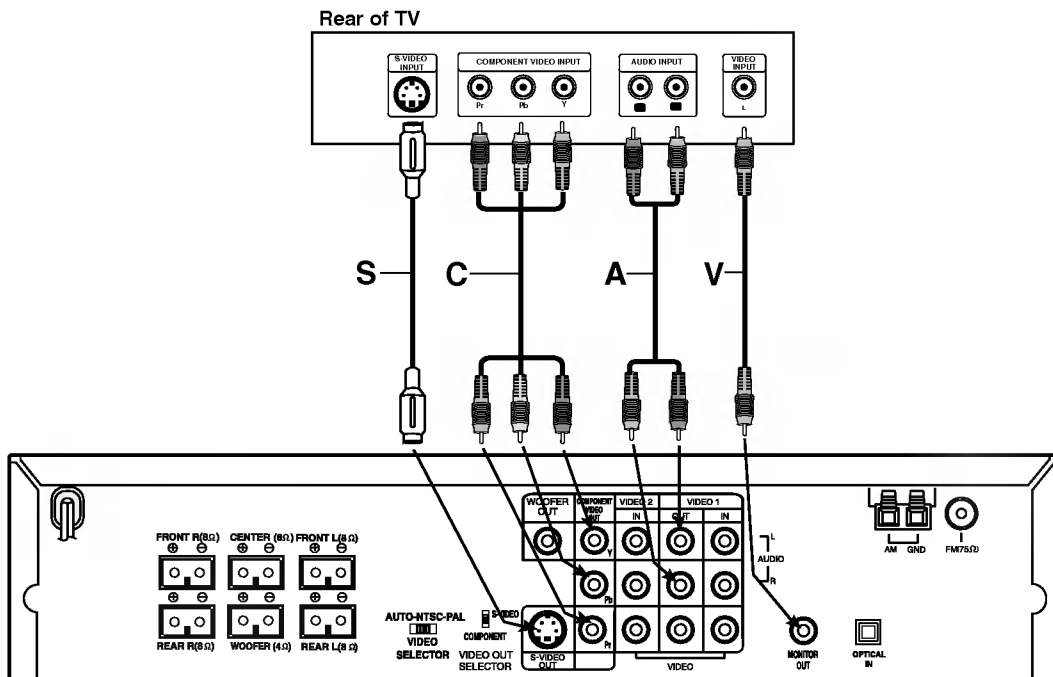 Rear of TV
S-VIDEO
INPUT
COMPONENT VIDEO INPUT
AUDIO INPUT
VIDEO
INPUT
Pr
Pb
Y
L
S
C
A
V
WOOFER
OUT
COMPONENT
VIDEO
OUT
VIDEO 2
VIDEO 1
IN
OUT
IN
FRONT R(8Ω)
CENTER (8Ω)
FRONT L(8Ω)
⊕ ⊖
⊕ ⊖
⊕ ⊖
Y
L
AUDIO
R
AM
GND
FM(75Ω)
Pb
⊕ ⊖
⊕ ⊖
⊕ ⊖
REAR R(8Ω)
WOOFER (4Ω)
REAR L(8Ω)
AUTO-NTSC-PAL
VIDEO
SELECTOR
S-VIDEO
COMPONENT
VIDEO OUT
SELECTOR
S-VIDEO
OUT
Pr
VIDEO
MONITOR
OUT
OPTICAL
IN